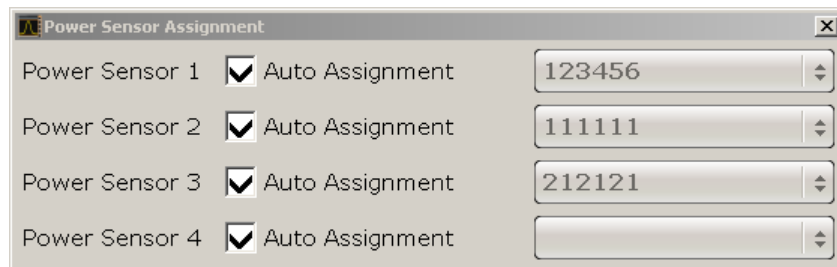 Power Sensor Assignment
Power Sensor 1 Auto Assignment 123456
Power Sensor 2 Auto Assignment 111111
Power Sensor 3 Auto Assignment 212121
Power Sensor 4 Auto Assignment